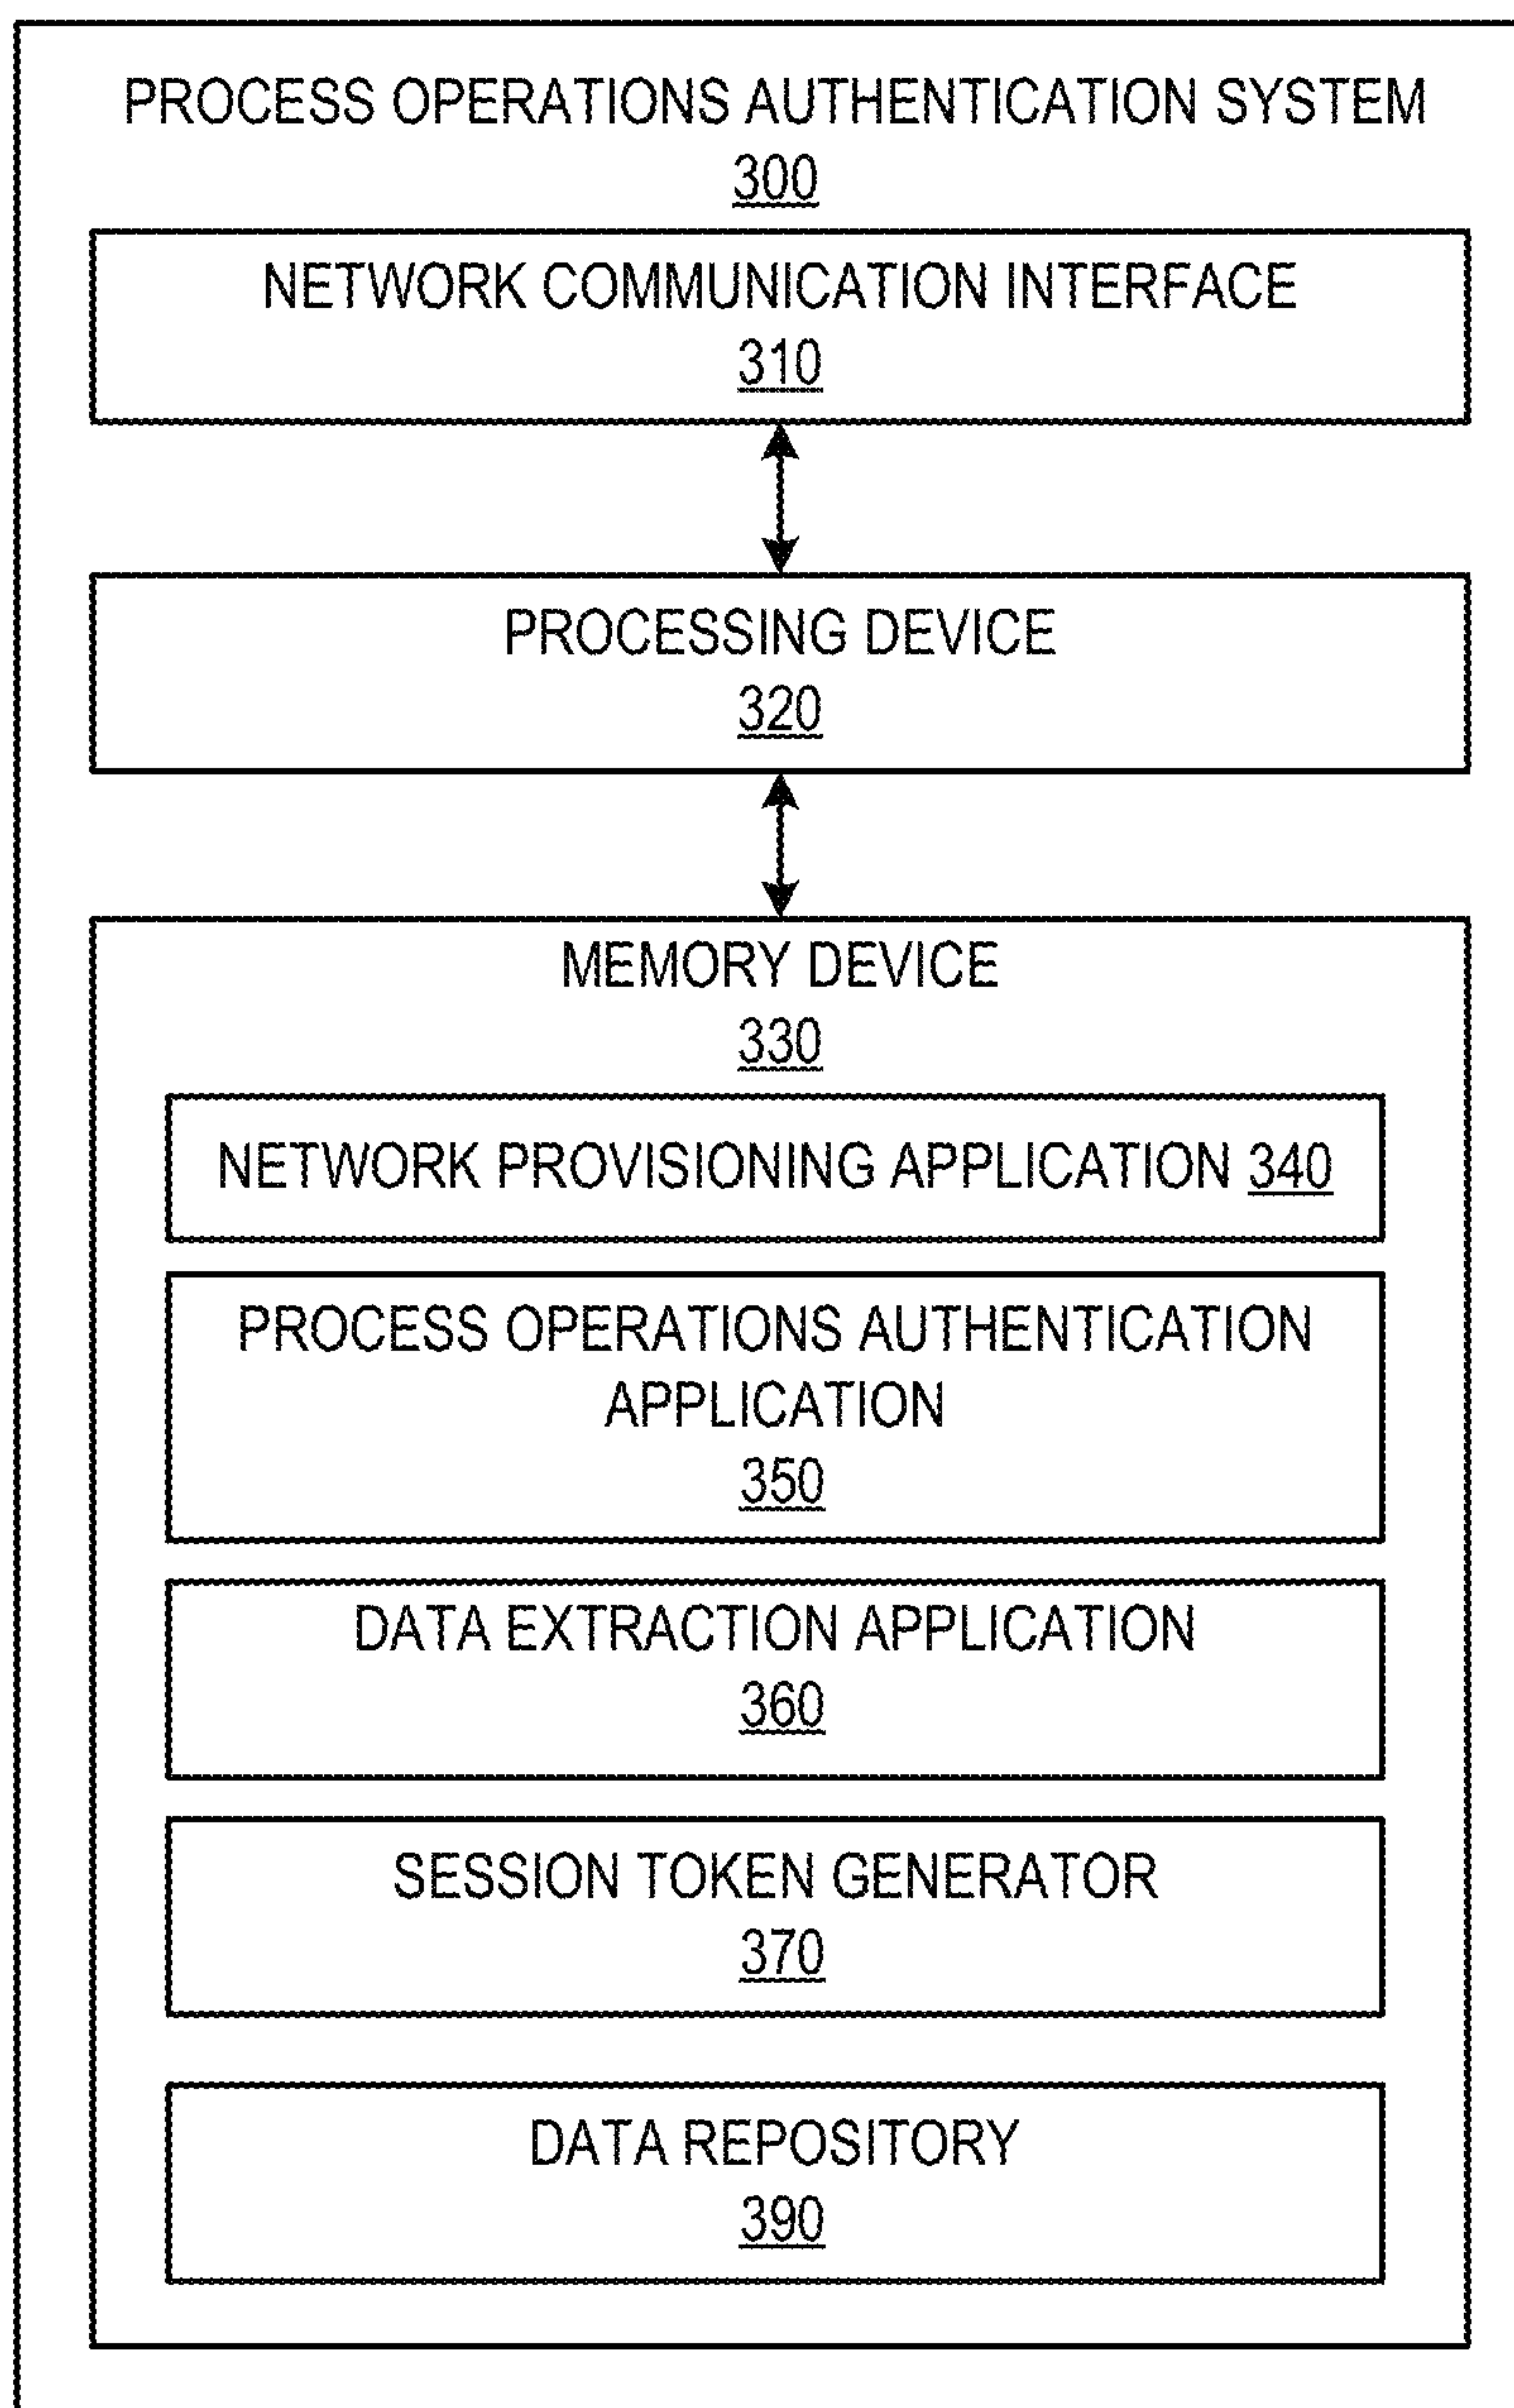 PROCESS OPERATIONS AUTHENTICATION SYSTEM
300
NETWORK COMMUNICATION INTERFACE
310
PROCESSING DEVICE
320
MEMORY DEVICE
330
NETWORK PROVISIONING APPLICATION 340
PROCESS OPERATIONS AUTHENTICATION
APPLICATION
350
DATA EXTRACTION APPLICATION
360
SESSION TOKEN GENERATOR
370
DATA REPOSITORY
390